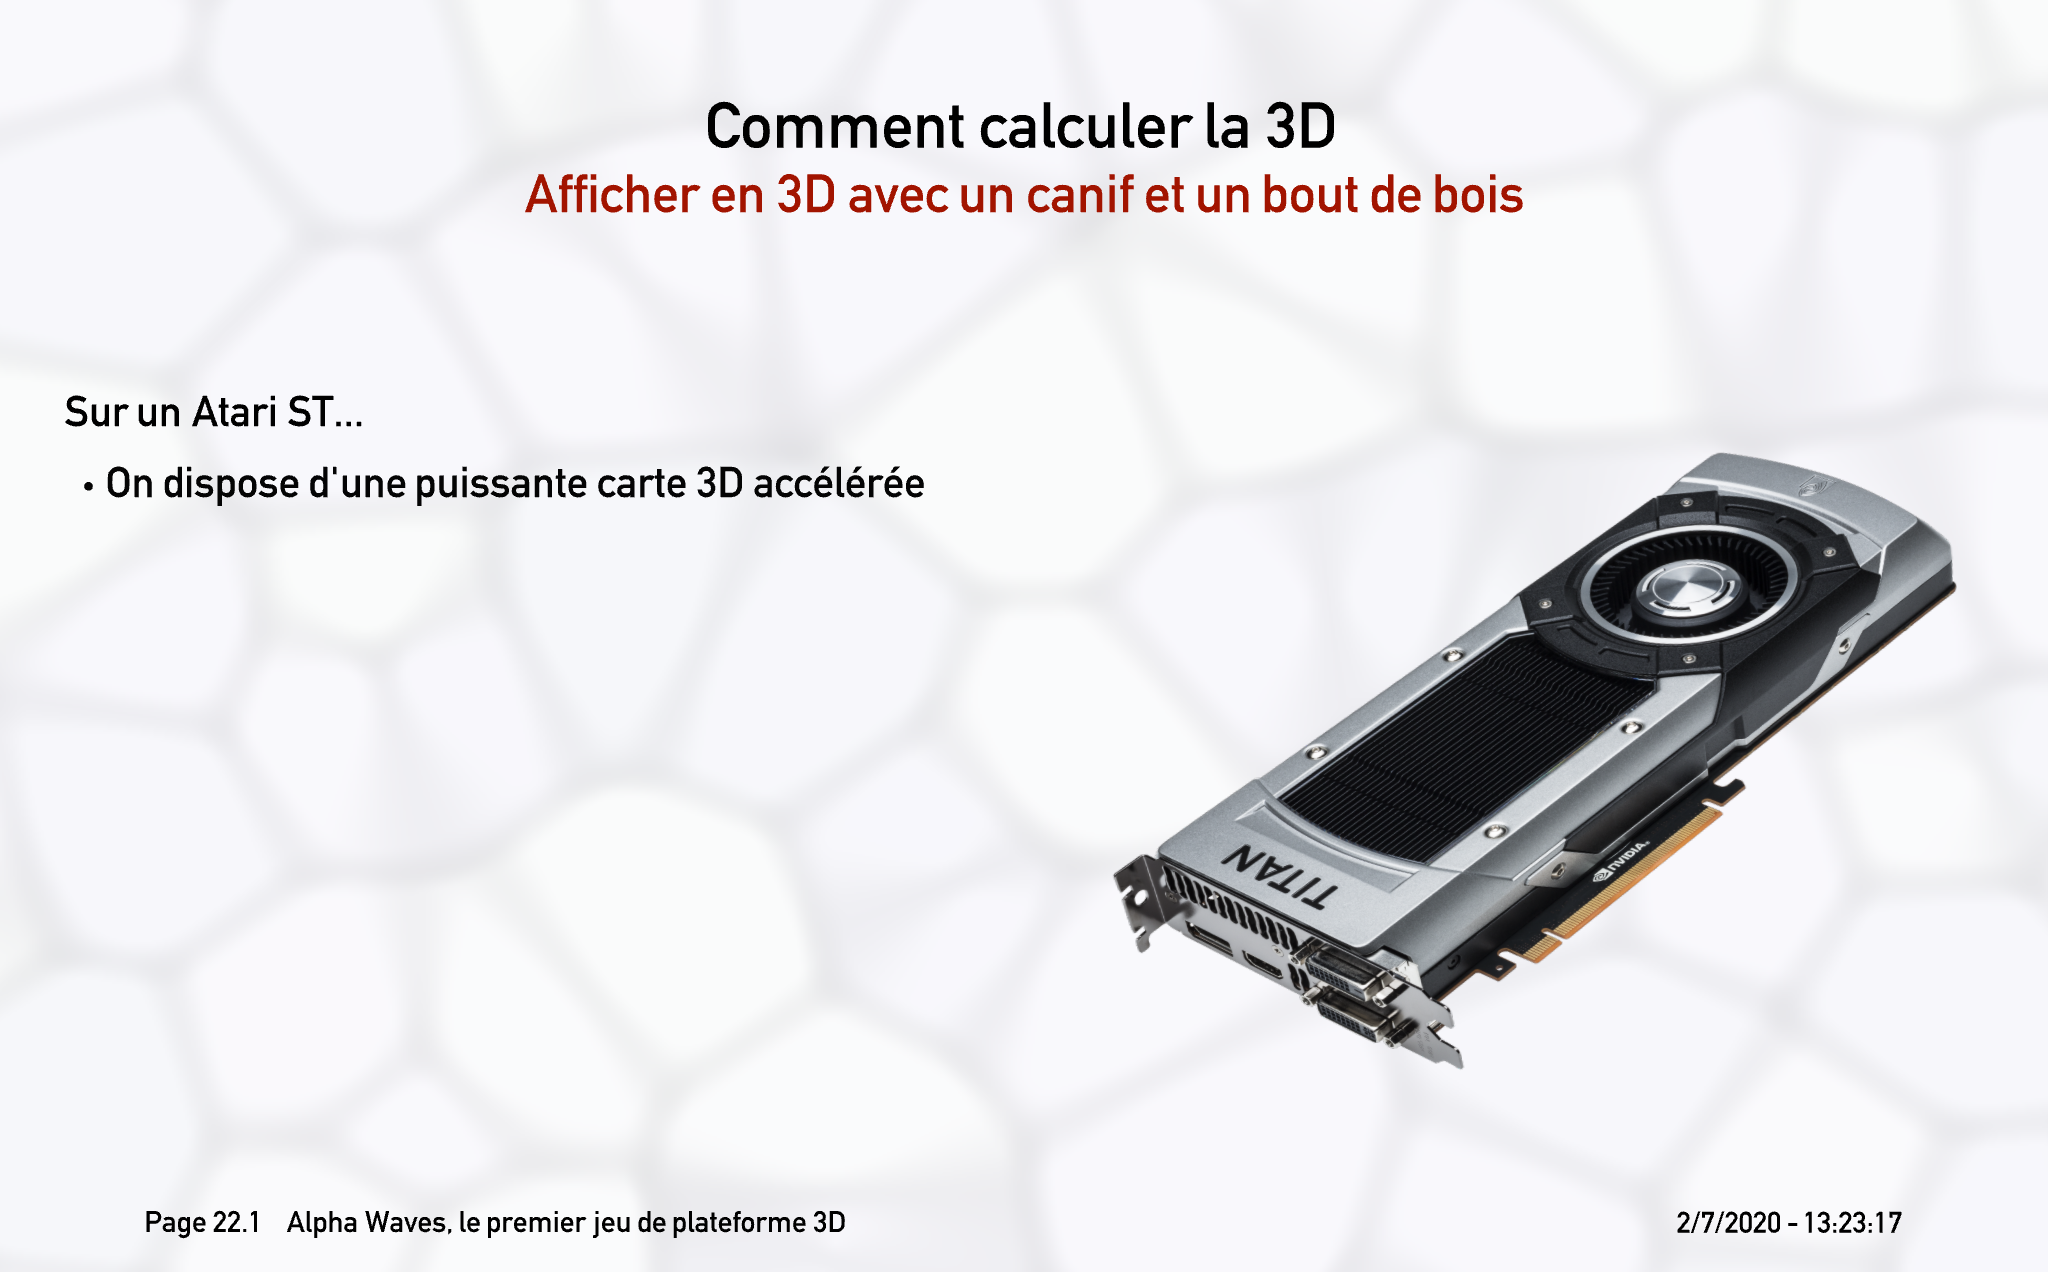 Comment calculer la 3D
Afficher en 3D avec un canif et un bout de bois
Sur un Atari ST...
• On dispose d'une puissante carte 3D accélérée
TITAN
NVIDIA
Page 22.1 Alpha Waves, le premier jeu de plateforme 3D
2/7/2020 - 13:23:17